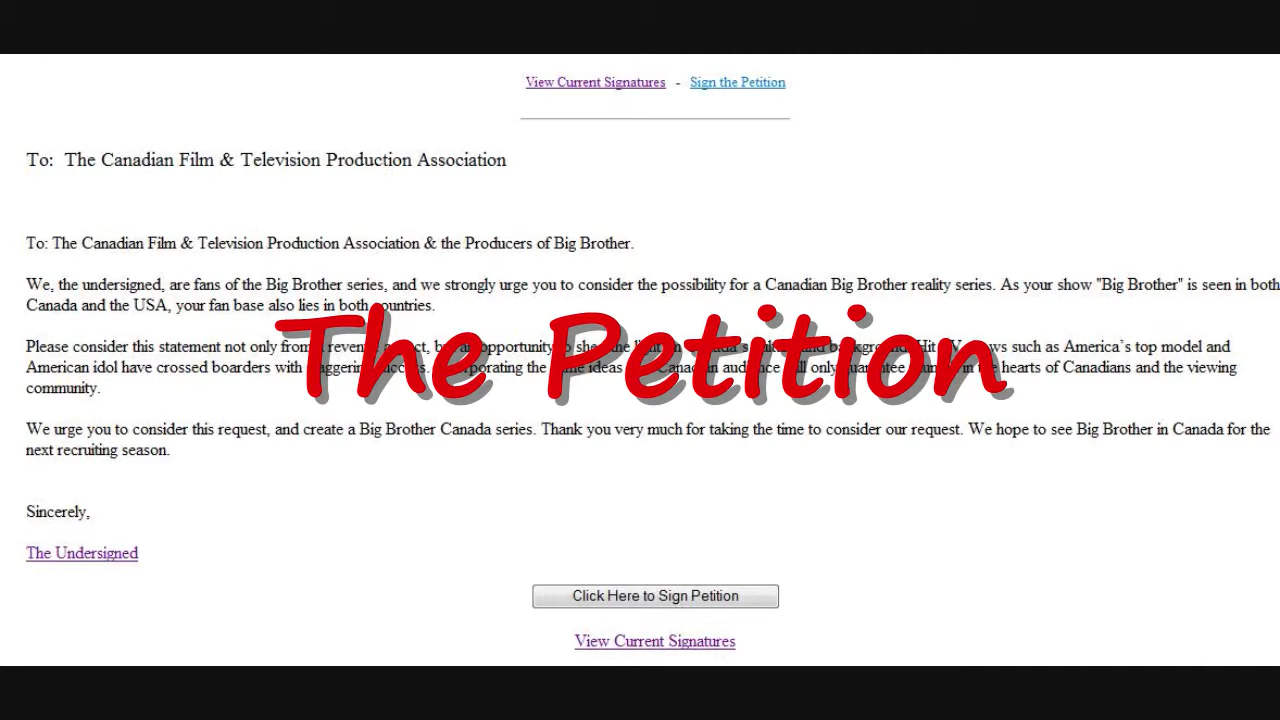 View Current Signatures - Sign the Petition
To: The Canadian Film & Television Production Association
To: The Canadian Film & Television Production Association & the Producers of Big Brother.
We, the undersigned, are fans of the Big Brother series, and we strongly urge you to consider the possibility for a Canadian Big Brother reality series. As your show "Big Brother" is seen in both
Canada and the USA, your fan base also lies in both countries.
The Petition
Please consider this statement not only from opportunity such as America's top model and
American idol have crossed boarders with the ideas audience only hearts of Canadians and the viewing
community.
We urge you to consider this request, and create a Big Brother Canada series. Thank you very much for taking the time to consider our request. We hope to see Big Brother in Canada for the
next recruiting season.
Sincerely,
The Undersigned
Click Here to Sign Petition
View Current Signatures